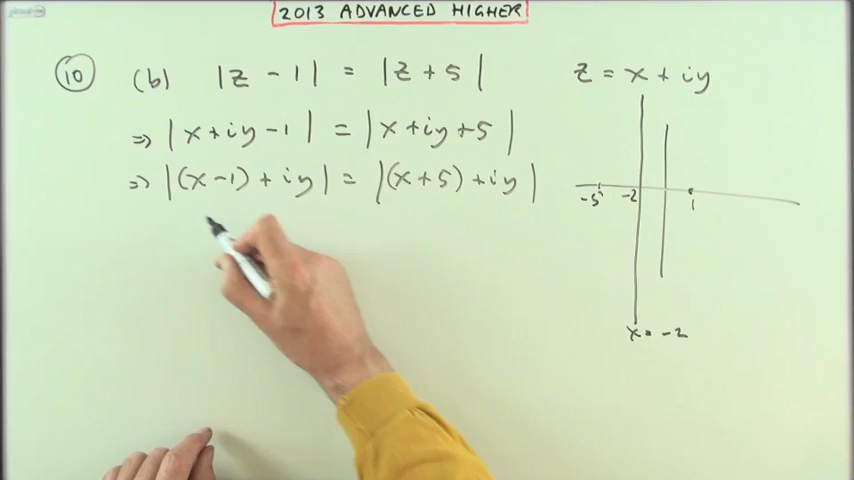 2013 ADVANCED HIGHER
10 (b) |z - 1| = |z + 5| z = x + iy
⇒ |x + iy - 1| = |x + iy + 5|
⇒ |(x - 1) + iy| = |(x + 5) + iy|
-5 -2 1
x = -2